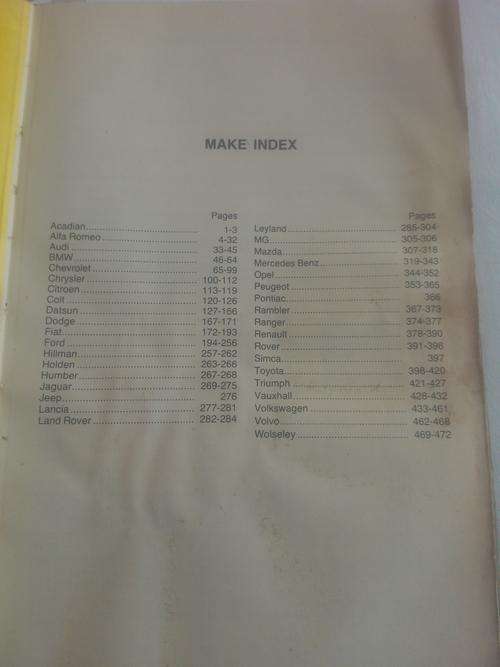 MAKE INDEX
Pages
Acadian 1-3
Alfa Romeo 4-32
Audi 33-45
BMW 46-64
Chevrolet 65-99
Chrysler 100-112
Citroen 113-119
Colt 120-126
Datsun 127-166
Dodge 167-171
Fiat 172-193
Ford 194-256
Hillman 257-262
Holden 263-266
Humber 267-268
Jaguar 269-275
Jeep 276
Lancia 277-281
Land Rover 282-284
Pages
Leyland 285-304
MG 305-306
Mazda 307-318
Mercedes Benz 319-343
Opel 344-352
Peugeot 353-365
Pontiac 366
Rambler 367-373
Ranger 374-377
Renault 378-390
Rover 391-396
Simca 397
Toyota 398-420
Triumph 421-427
Vauxhall 428-432
Volkswagen 433-461
Volvo 462-468
Wolseley 469-472